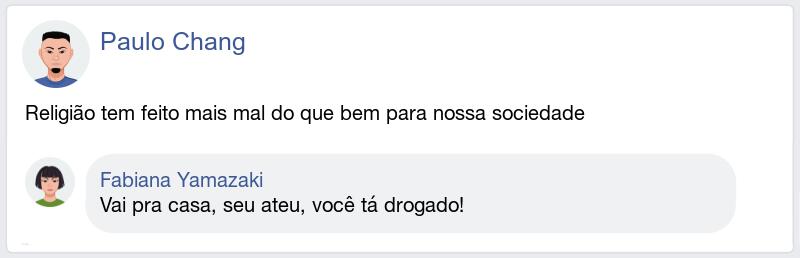 Paulo Chang
Religião tem feito mais mal do que bem para nossa sociedade
Fabiana Yamazaki
Vai pra casa, seu ateu, você tá drogado!